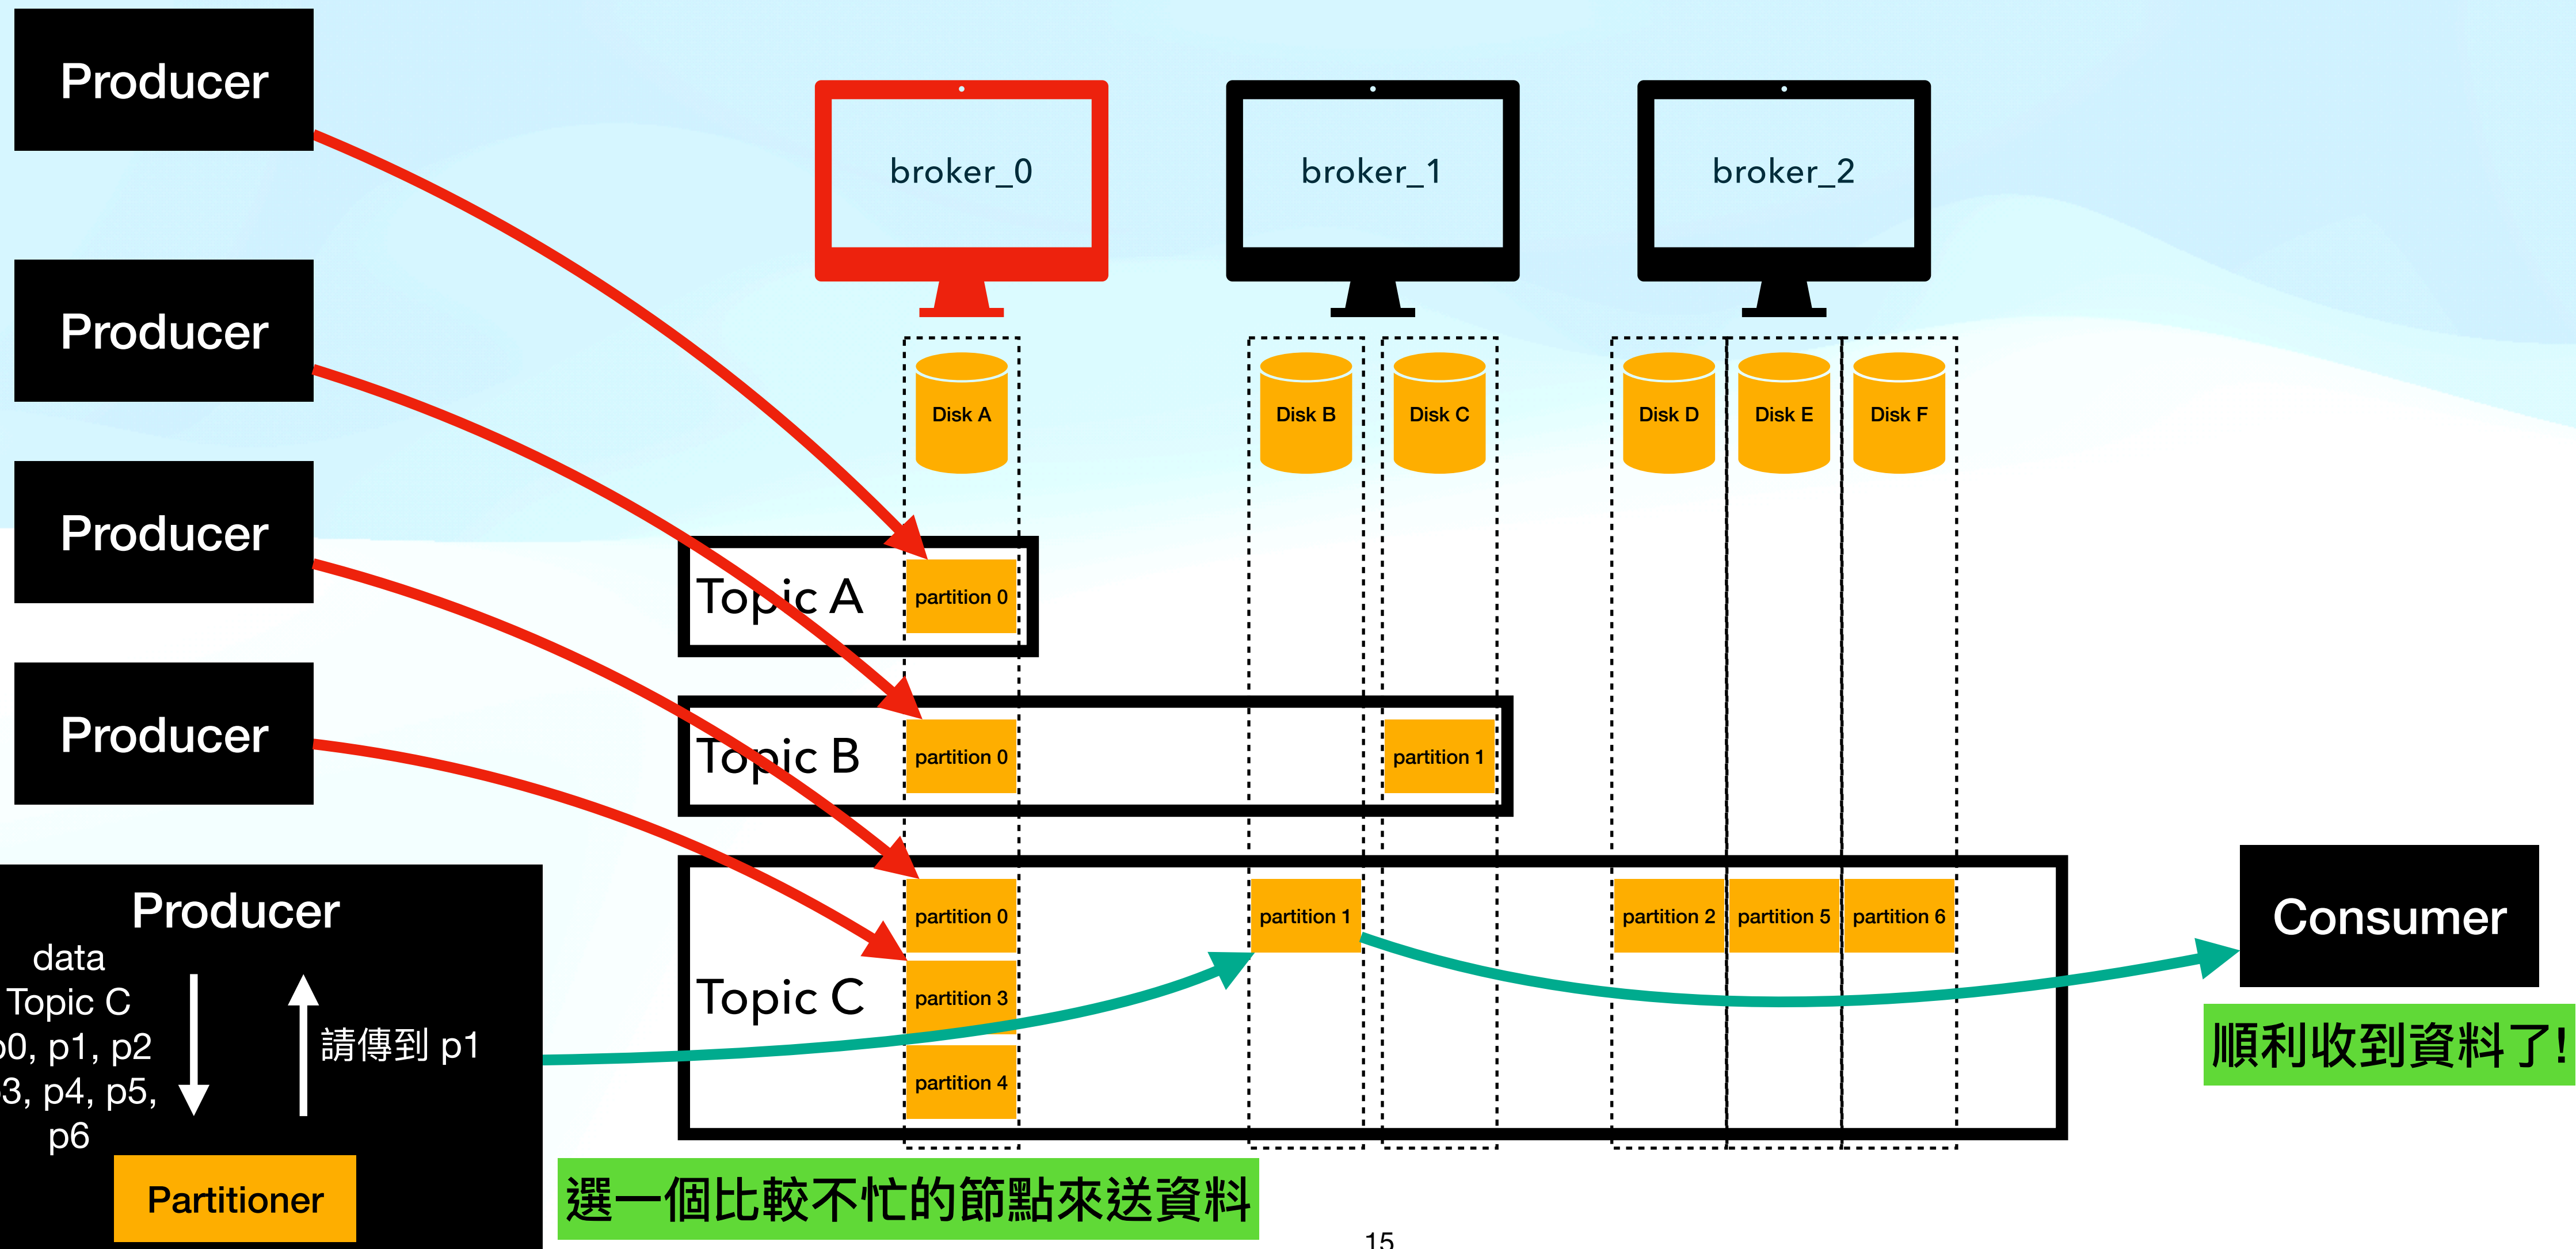 Producer
Producer
Producer
Producer
broker_0
broker_1
broker_2
Disk A
Disk B
Disk C
Disk D
Disk E
Disk F
Topic A
partition 0
Topic B
partition 0
partition 1
Topic C
partition 0
partition 1
partition 2
partition 5
partition 6
partition 3
partition 4
Producer
data
Topic C
p0, p1, p2
3, p4, p5,
p6
請傳到 p1
Partitioner
選一個比較不忙的節點來送資料
Consumer
順利收到資料了!
15